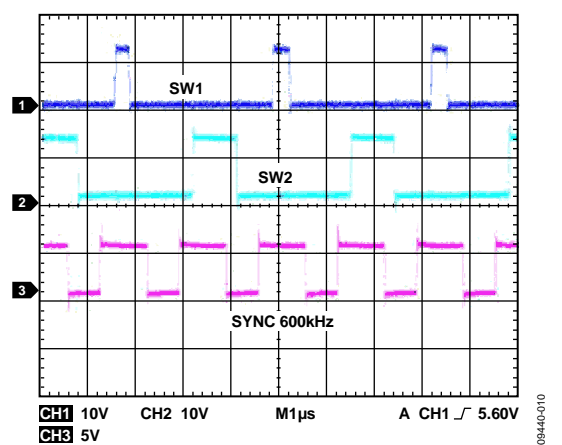 SW1
1
SW2
2
3
SYNC 600kHz
CH1 10V CH2 10V M1µs A CH1 5.60V
CH3 5V
09440-010